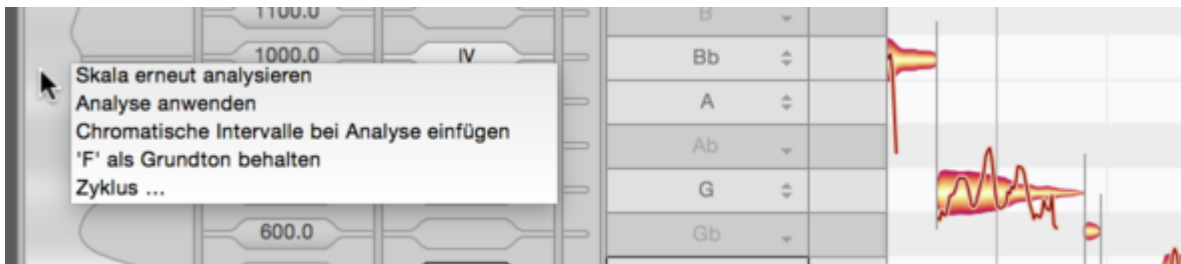 1100.0
B
1000.0 IV
Bb
Skala erneut analysieren
Analyse anwenden
A
Chromatische Intervalle bei Analyse einfügen
'F' als Grundton behalten
Ab
Zyklus ...
G
600.0
Gb